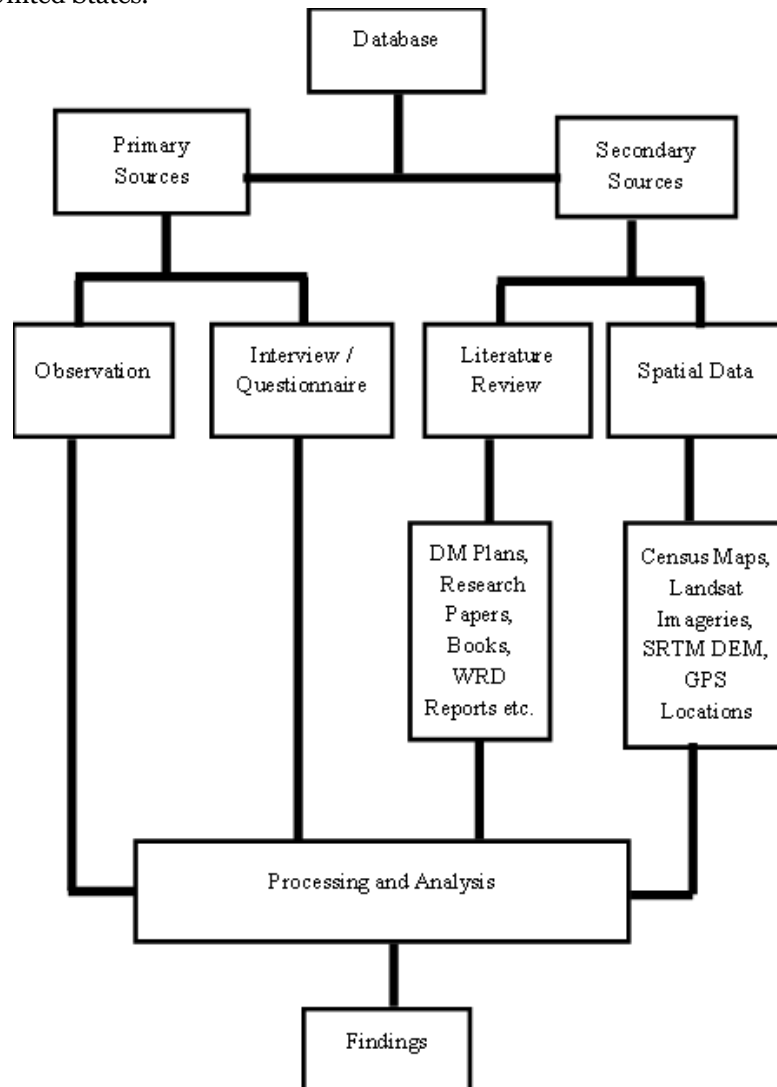 United States.
Database
Primary
Sources
Secondary
Sources
Observation
Interview /
Questionnaire
Literature
Review
Spatial Data
DM Plans,
Research
Papers,
Books,
WRD
Reports etc.
Census Maps,
Landsat
Imageries,
SRTM DEM,
GPS
Locations
Processing and Analysis
Findings